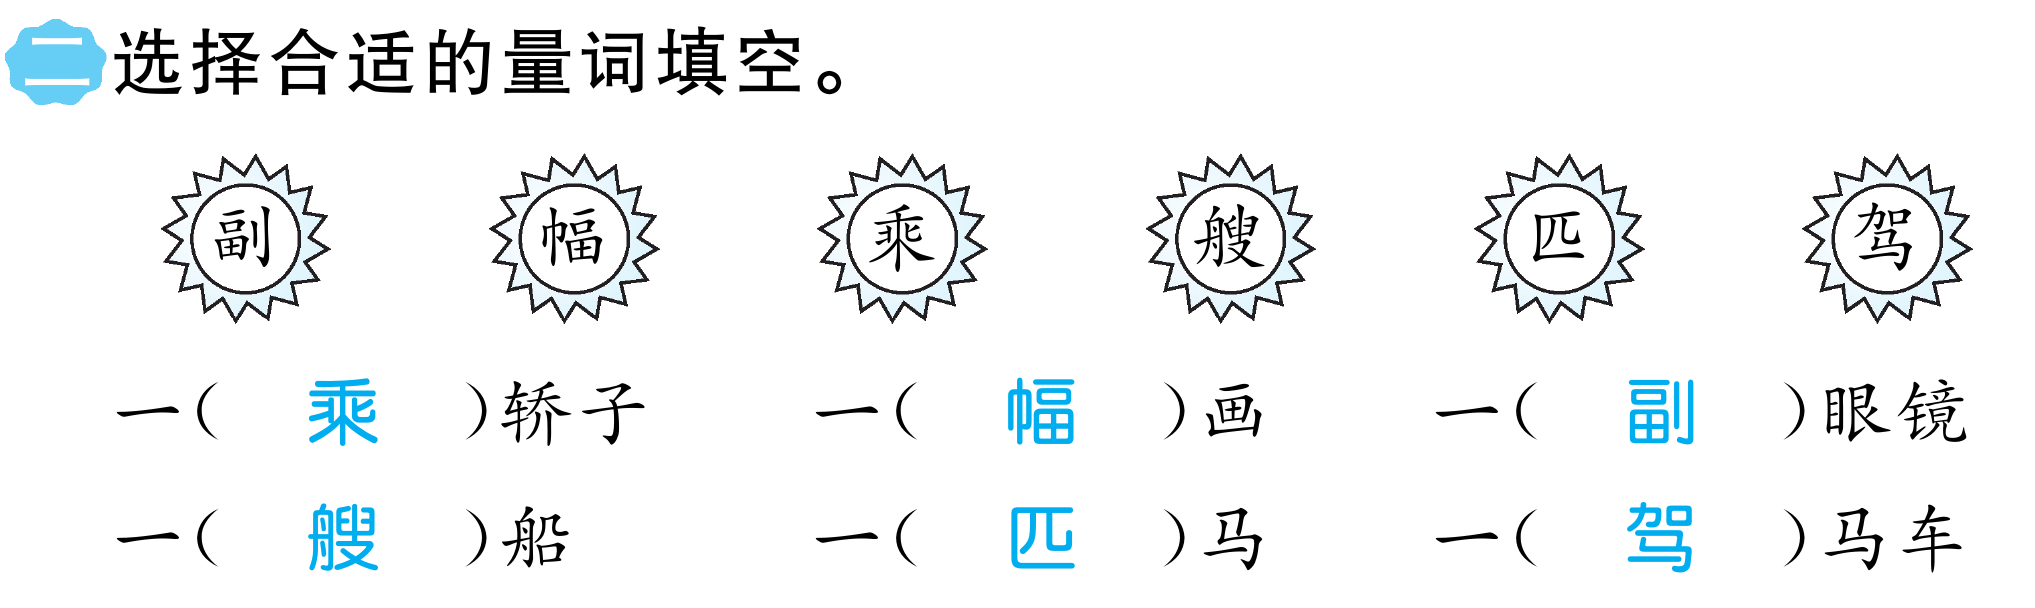 二 选择合适的量词填空。
副 幅 乘 艘 匹 驾
一（ 乘 ）轿子 一（ 幅 ）画 一（ 副 ）眼镜
一（ 艘 ）船 一（ 匹 ）马 一（ 驾 ）马车